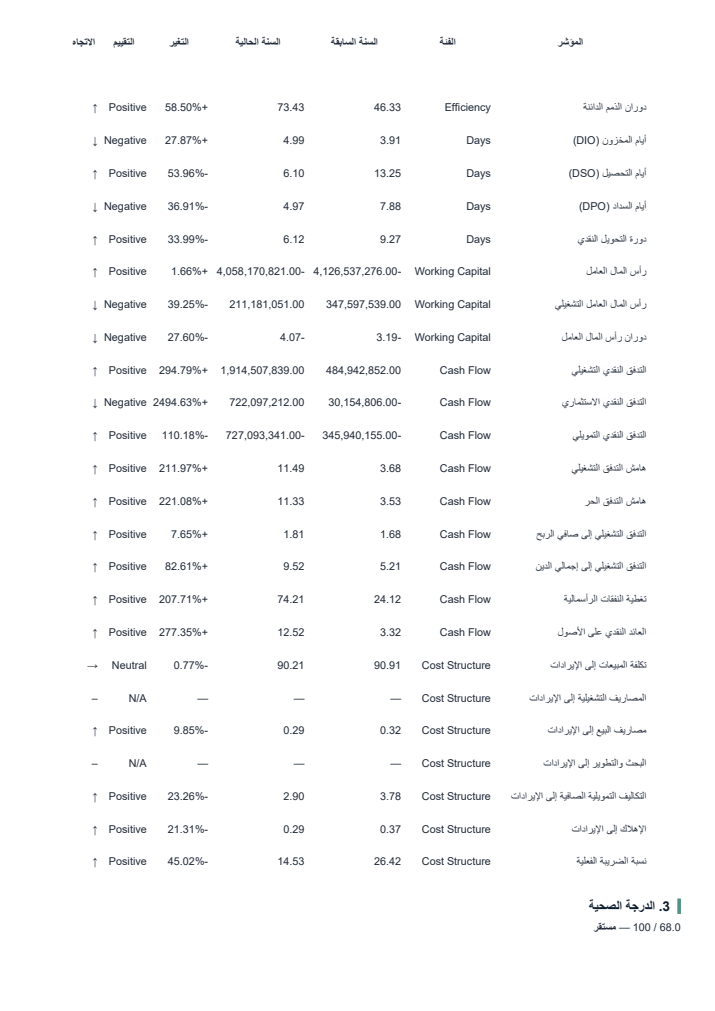 المؤشر الفئة السنة السابقة السنة الحالية التغير التقييم الاتجاه
دوران الذمم الدائنة Efficiency 46.33 73.43 58.50%+ Positive ↑
أيام المخزون (DIO) Days 3.91 4.99 27.87%+ Negative ↓
أيام التحصيل (DSO) Days 13.25 6.10 53.96%- Positive ↑
أيام السداد (DPO) Days 7.88 4.97 36.91%- Negative ↓
دورة التحويل النقدي Days 9.27 6.12 33.99%- Positive ↑
رأس المال العامل Working Capital 4,126,537,276.00- 4,058,170,821.00- 1.66%+ Positive ↑
رأس المال العامل التشغيلي Working Capital 347,597,539.00 211,181,051.00 39.25%- Negative ↓
دوران رأس المال العامل Working Capital 3.19- 4.07- 27.60%- Negative ↓
التدفق النقدي التشغيلي Cash Flow 484,942,852.00 1,914,507,839.00 294.79%+ Positive ↑
التدفق النقدي الاستثماري Cash Flow 30,154,806.00- 722,097,212.00 2494.63%+ Negative ↓
التدفق النقدي التمويلي Cash Flow 345,940,155.00- 727,093,341.00- 110.18%- Positive ↑
هامش التدفق التشغيلي Cash Flow 3.68 11.49 211.97%+ Positive ↑
هامش التدفق الحر Cash Flow 3.53 11.33 221.08%+ Positive ↑
التدفق التشغيلي إلى صافي الربح Cash Flow 1.68 1.81 7.65%+ Positive ↑
التدفق التشغيلي إلى إجمالي الدين Cash Flow 5.21 9.52 82.61%+ Positive ↑
تغطية النفقات الرأسمالية Cash Flow 24.12 74.21 207.71%+ Positive ↑
العائد النقدي على الأصول Cash Flow 3.32 12.52 277.35%+ Positive ↑
تكلفة المبيعات إلى الإيرادات Cost Structure 90.91 90.21 0.77%- Neutral →
المصاريف التشغيلية إلى الإيرادات Cost Structure — — — N/A –
مصاريف البيع إلى الإيرادات Cost Structure 0.32 0.29 9.85%- Positive ↑
البحث والتطوير إلى الإيرادات Cost Structure — — — N/A –
التكاليف التمويلية الصافية إلى الإيرادات Cost Structure 3.78 2.90 23.26%- Positive ↑
الإهلاك إلى الإيرادات Cost Structure 0.37 0.29 21.31%- Positive ↑
نسبة الضريبة الفعلية Cost Structure 26.42 14.53 45.02%- Positive ↑
3. الدرجة الصحية
68.0 / 100 — مستقر